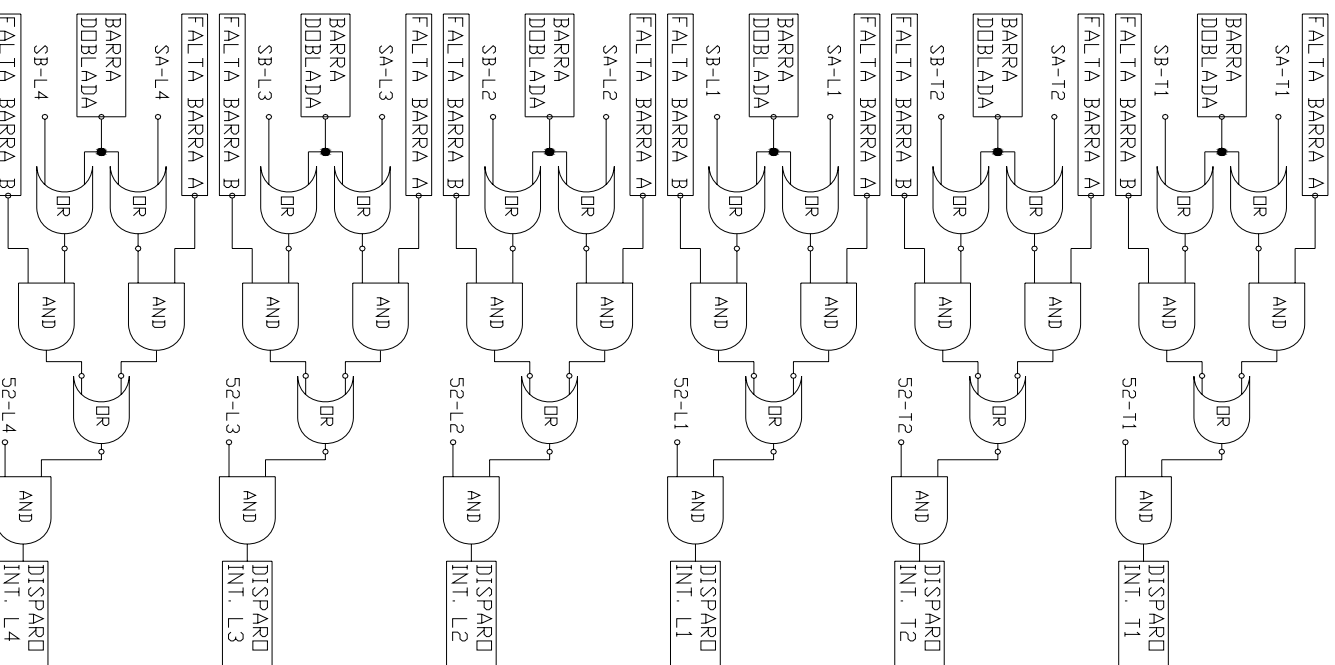 FALTA BARRA A
SA-T1
BARRA
DOBLADA
SB-T1
FALTA BARRA B
OR
OR
AND
AND
OR
52-T1
AND
DISPARO
INT. T1
FALTA BARRA A
SA-T2
BARRA
DOBLADA
SB-T2
FALTA BARRA B
OR
OR
AND
AND
OR
52-T2
AND
DISPARO
INT. T2
FALTA BARRA A
SA-L1
BARRA
DOBLADA
SB-L1
FALTA BARRA B
OR
OR
AND
AND
OR
52-L1
AND
DISPARO
INT. L1
FALTA BARRA A
SA-L2
BARRA
DOBLADA
SB-L2
FALTA BARRA B
OR
OR
AND
AND
OR
52-L2
AND
DISPARO
INT. L2
FALTA BARRA A
SA-L3
BARRA
DOBLADA
SB-L3
FALTA BARRA B
OR
OR
AND
AND
OR
52-L3
AND
DISPARO
INT. L3
FALTA BARRA A
SA-L4
BARRA
DOBLADA
SB-L4
FALTA BARRA B
OR
OR
AND
AND
OR
52-L4
AND
DISPARO
INT. L4